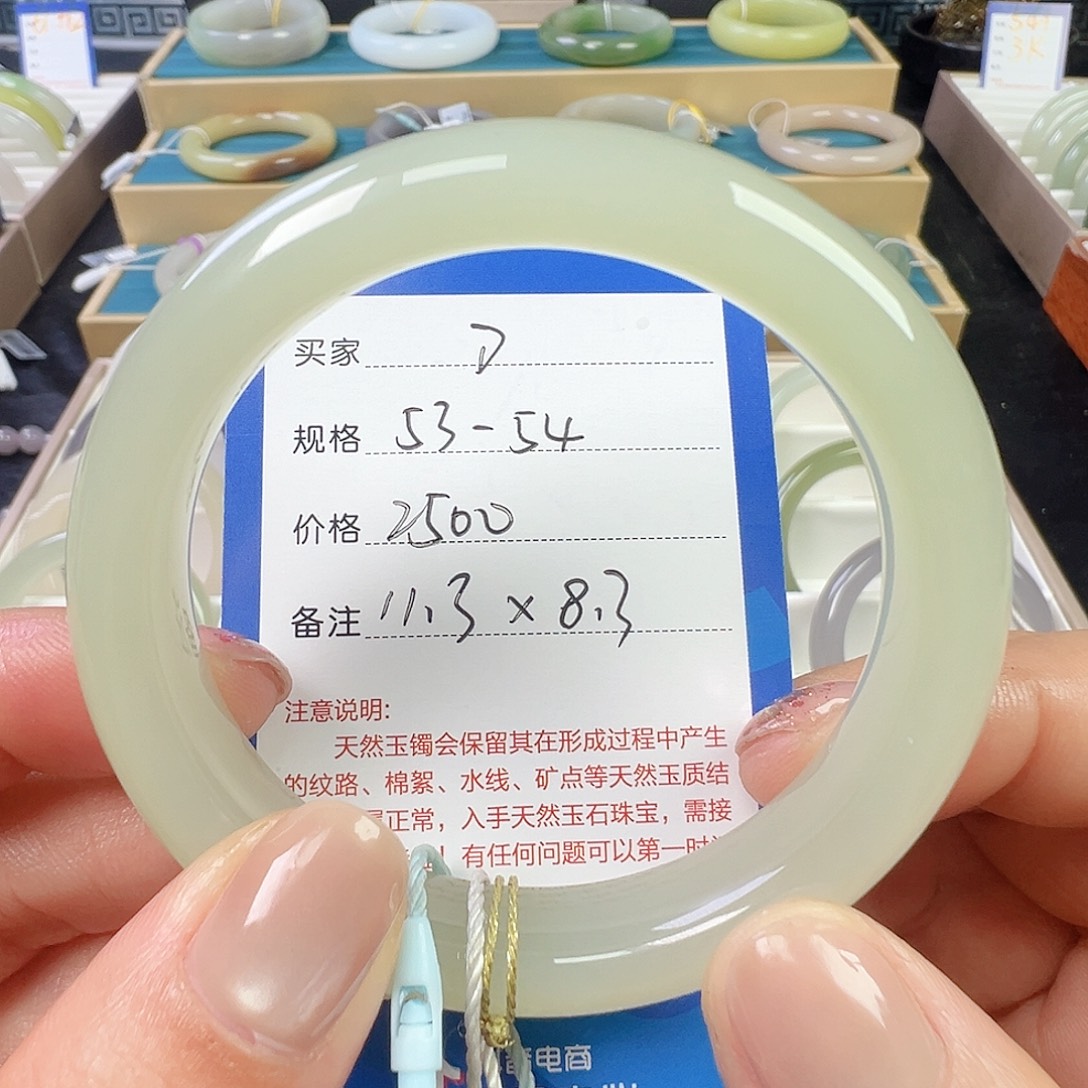 买家 D
规格 53-54
价格 2500
备注 11.3 x 8.3
注意说明:
天然玉镯会保留其在形成过程中产生
的纹路、棉絮、水线、矿点等天然玉质结
正常，入手天然玉石珠宝，需接
！有任何问题可以第一时
电商